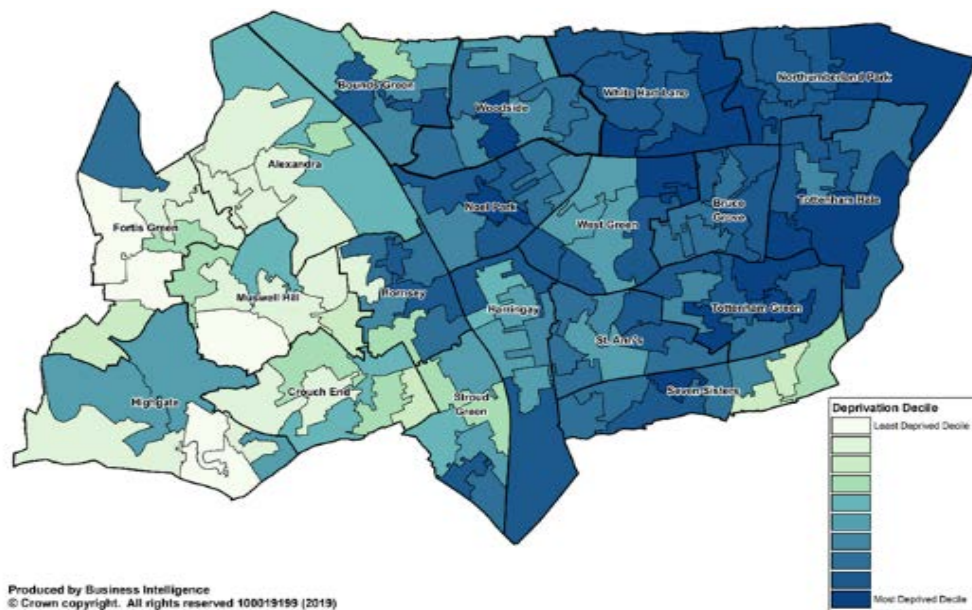 Bounds Green
Woodside
White Hart Lane
Northumberland Park
Alexandra
Noel Park
West Green
Bruce
Grove
Tottenham Hale
Fortis Green
Muswell Hill
Hornsey
Harringay
St. Ann's
Tottenham Green
Highgate
Crouch End
Stroud
Green
Seven Sisters
Deprivation Decile
Least Deprived Decile
Most Deprived Decile
Produced by Business Intelligence
© Crown copyright. All rights reserved 100019199 (2019)